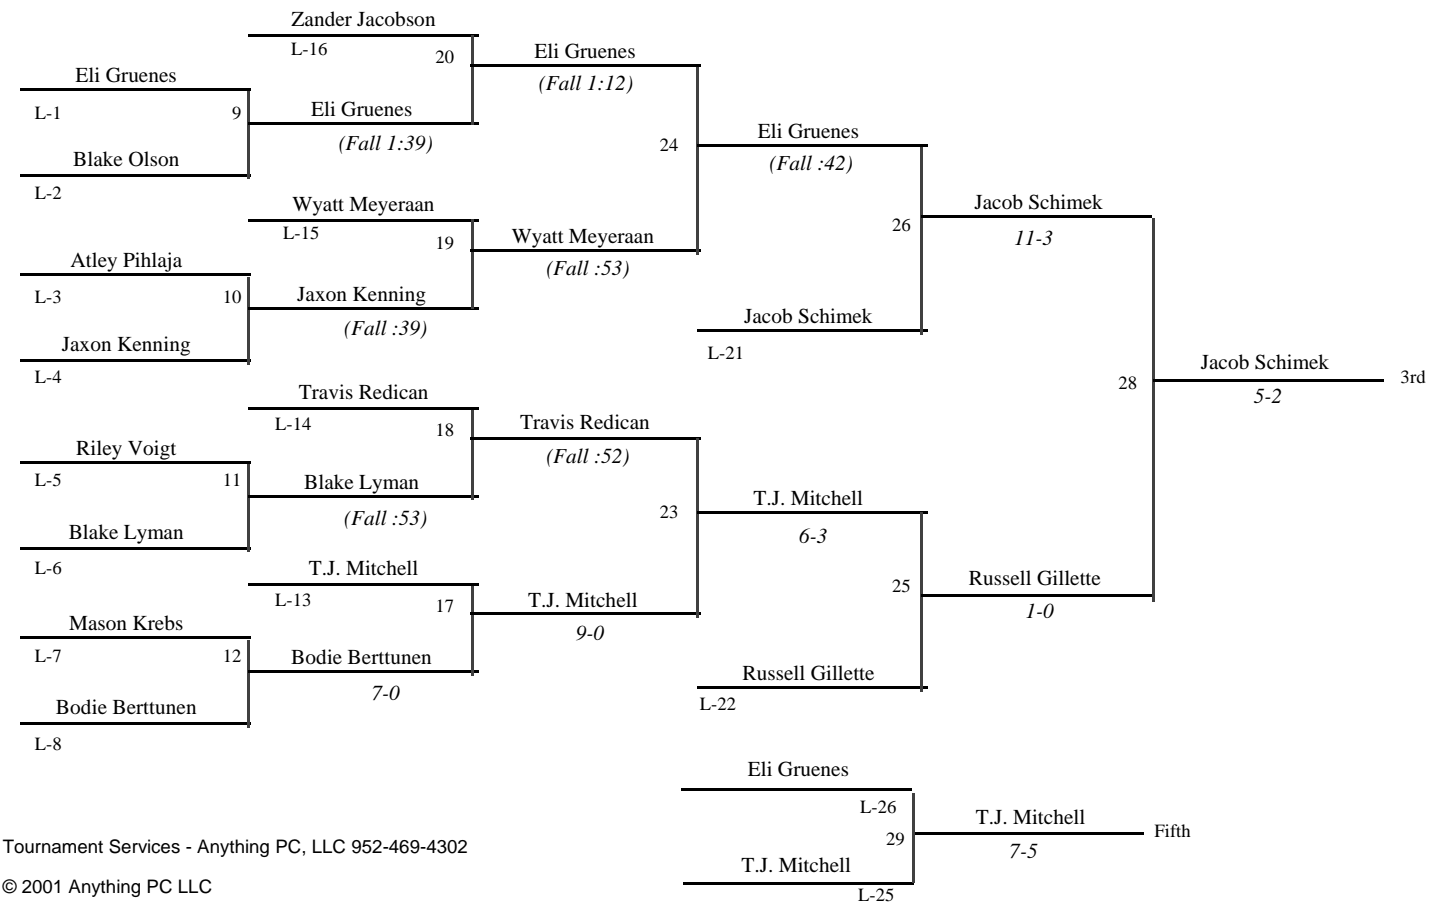 Zander Jacobson
L-16
20
Eli Gruenes
(Fall 1:12)
Eli Gruenes
L-1
9
Eli Gruenes
(Fall 1:39)
Blake Olson
L-2
24
Eli Gruenes
(Fall :42)
Wyatt Meyeraan
L-15
19
Wyatt Meyeraan
(Fall :53)
26
Jacob Schimek
11-3
Atley Pihlaja
L-3
10
Jaxon Kenning
(Fall :39)
Jaxon Kenning
L-4
Jacob Schimek
L-21
28
Jacob Schimek
5-2
3rd
Travis Redican
L-14
18
Travis Redican
(Fall :52)
Riley Voigt
L-5
11
Blake Lyman
(Fall :53)
Blake Lyman
L-6
23
T.J. Mitchell
6-3
T.J. Mitchell
L-13
17
T.J. Mitchell
9-0
25
Russell Gillette
1-0
Mason Krebs
L-7
12
Bodie Berttunen
7-0
Bodie Berttunen
L-8
Russell Gillette
L-22
Eli Gruenes
L-26
29
T.J. Mitchell
7-5
Fifth
T.J. Mitchell
L-25
Tournament Services - Anything PC, LLC 952-469-4302
© 2001 Anything PC LLC